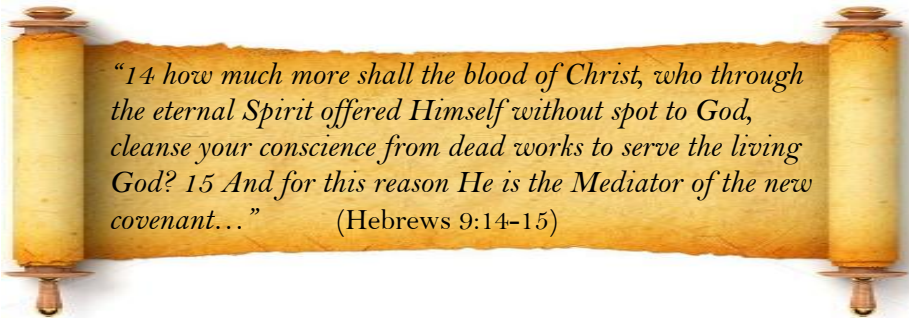 “14 how much more shall the blood of Christ, who through
the eternal Spirit offered Himself without spot to God,
cleanse your conscience from dead works to serve the living
God? 15 And for this reason He is the Mediator of the new
covenant…” (Hebrews 9:14-15)